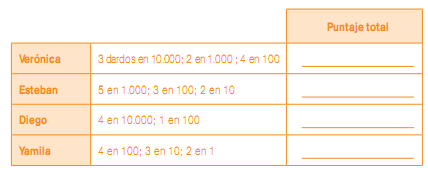 Puntaje total
Verónica 3 dardos en 10.000; 2 en 1.000 ; 4 en 100
Esteban 5 en 1.000; 3 en 100; 2 en 10
Diego 4 en 10.000; 1 en 100
Yamila 4 en 100; 3 en 10; 2 en 1